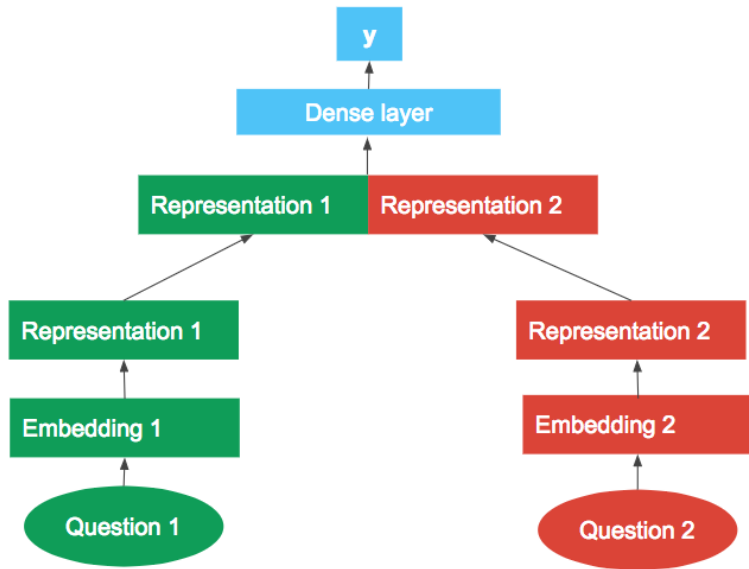 y
Dense layer
Representation 1
Representation 2
Representation 1
Representation 2
Embedding 1
Embedding 2
Question 1
Question 2